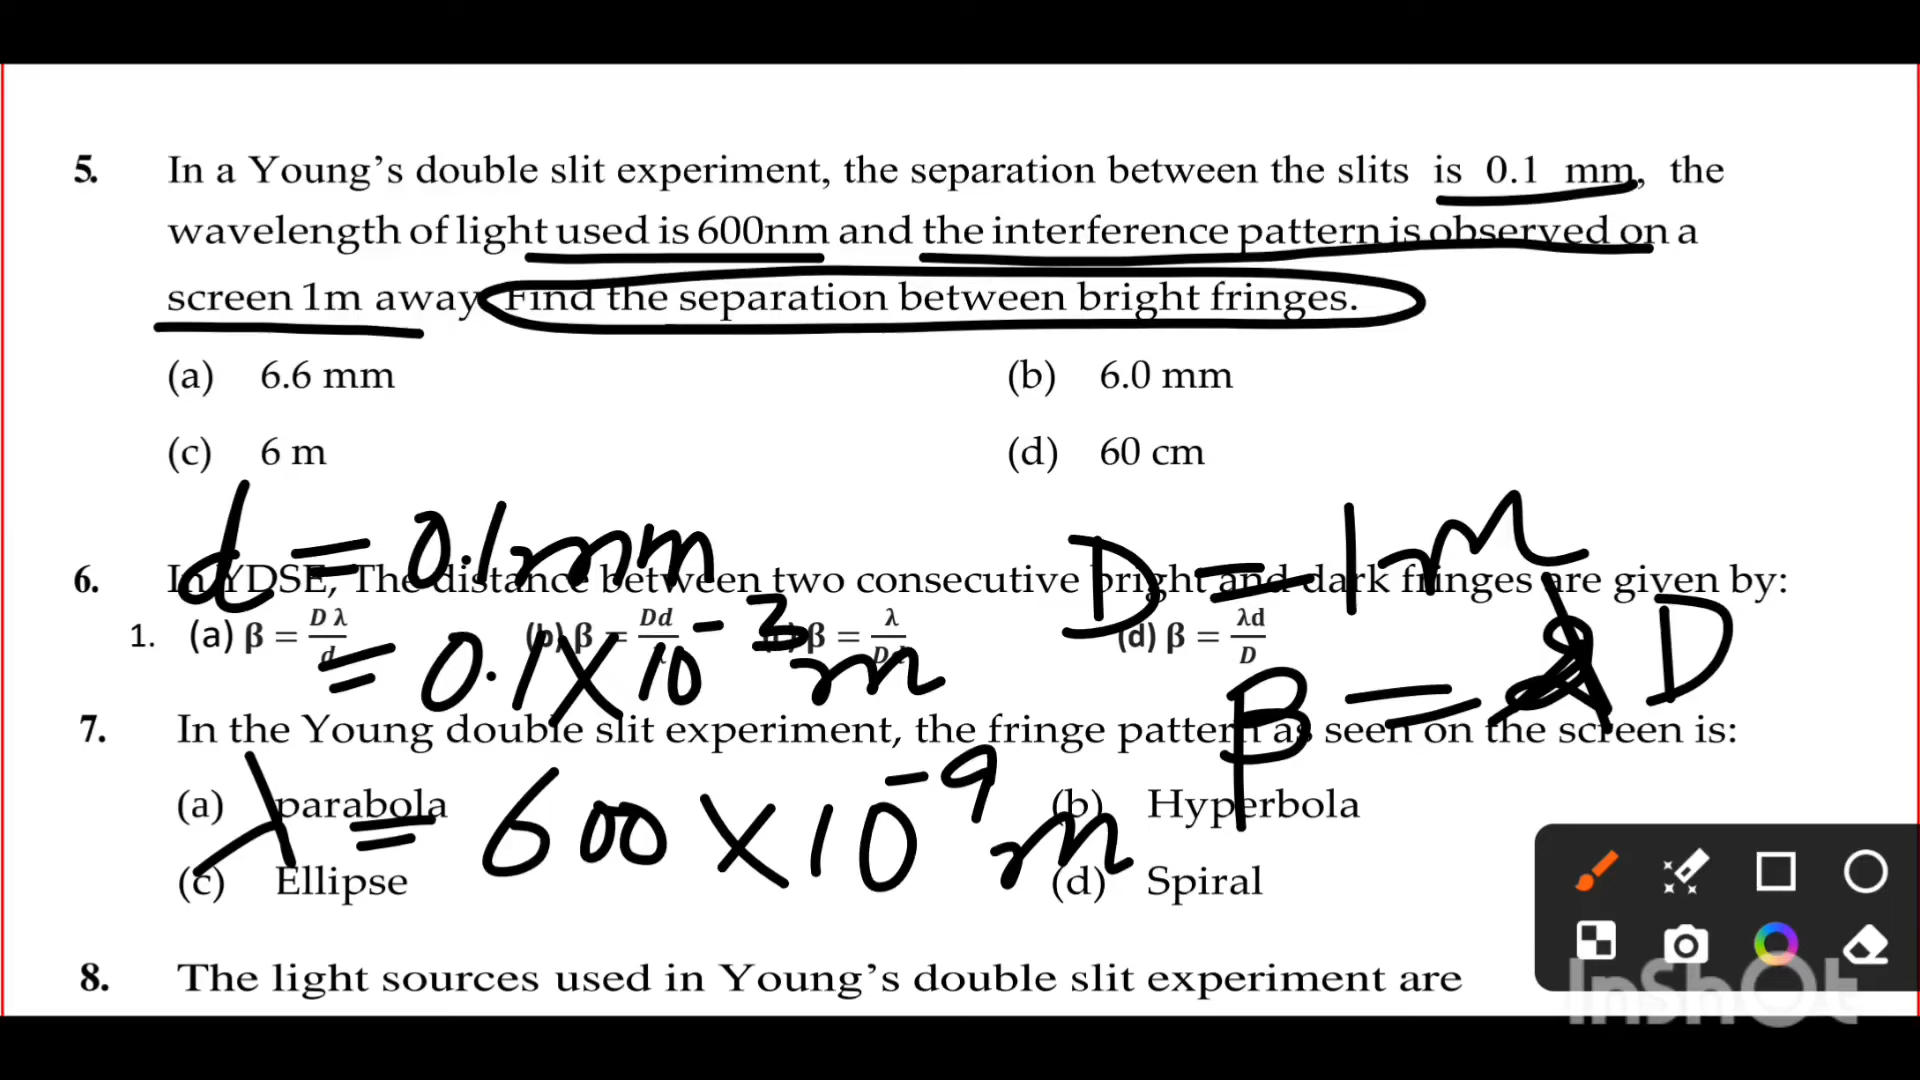 5. In a Young's double slit experiment, the separation between the slits is 0.1 mm, the
wavelength of light used is 600nm and the interference pattern is observed on a
screen 1m away. Find the separation between bright fringes.
(a) 6.6 mm (b) 6.0 mm
(c) 6 m (d) 60 cm
d = 0.1mm D = 1m
6. In YDSE, The distance between two consecutive bright and dark fringes are given by:
1. (a) β = Dλ/d (b) β = Dd/ (c) β = λ/Dd (d) β = λd/D
= 0.1 × 10⁻³ m β = λ D
7. In the Young double slit experiment, the fringe pattern as seen on the screen is:
(a) parabola (b) Hyperbola
λ = 600 × 10⁻⁹ m
(c) Ellipse (d) Spiral
8. The light sources used in Young's double slit experiment are
InShOt